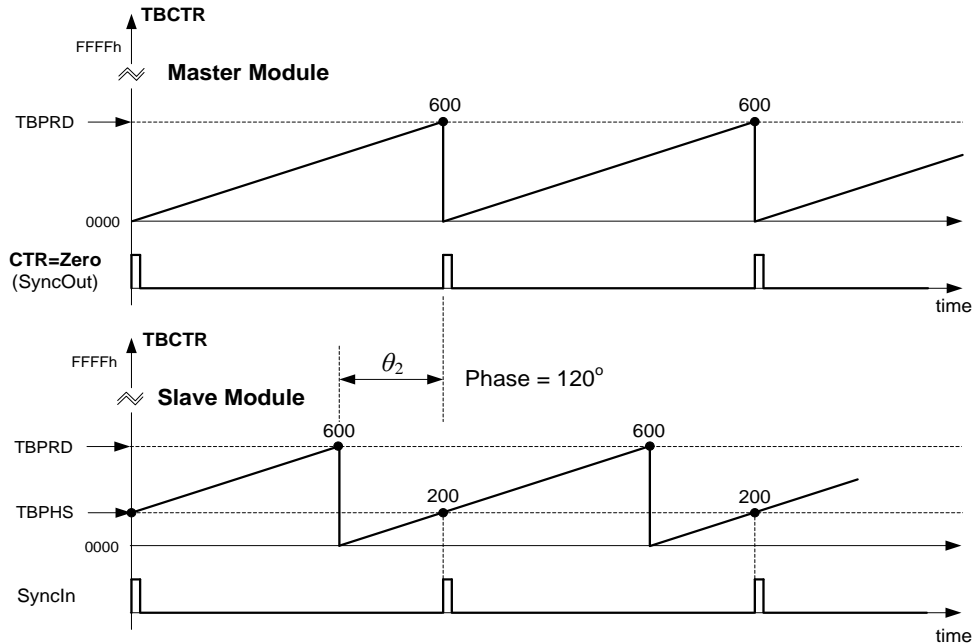 TBCTR
FFFFh
Master Module
600
600
TBPRD
0000
CTR=Zero
(SyncOut)
time
TBCTR
FFFFh
θ2
Phase = 120o
Slave Module
600
600
TBPRD
200
200
TBPHS
0000
SyncIn
time